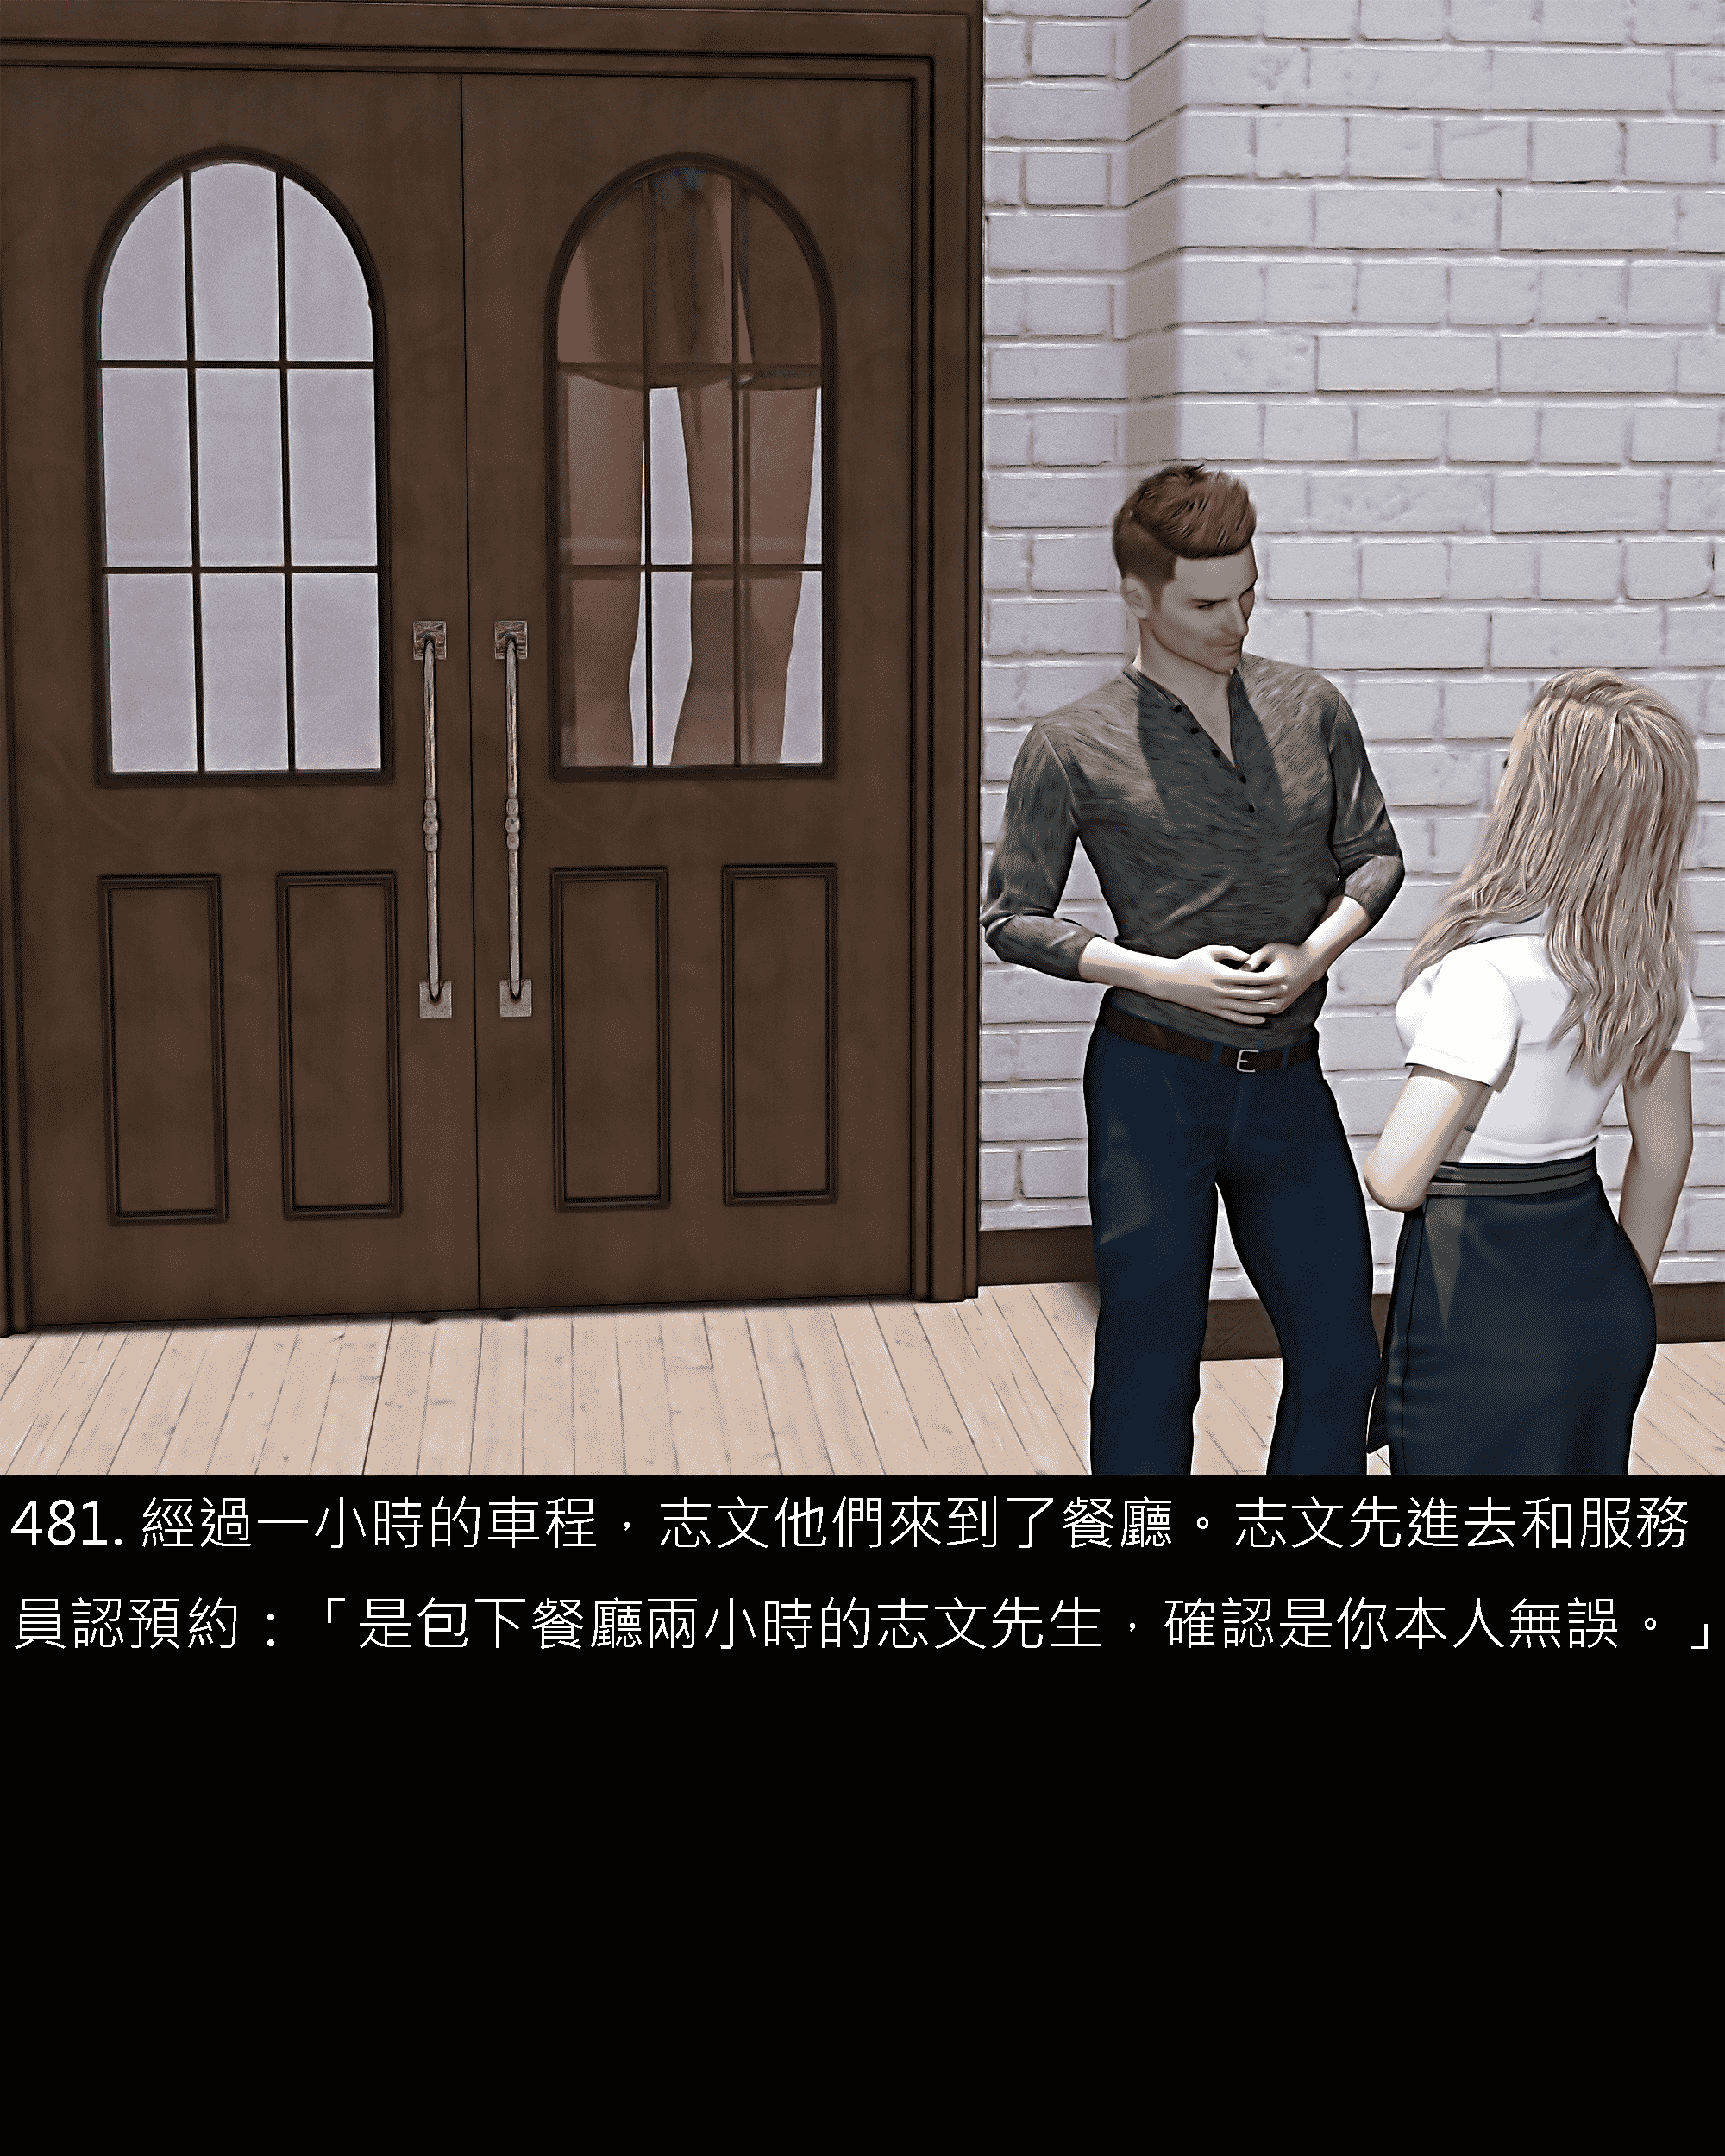 481. 經過一小時的車程，志文他們來到了餐廳。志文先進去和服務
員認預約：「是包下餐廳兩小時的志文先生，確認是你本人無誤。」